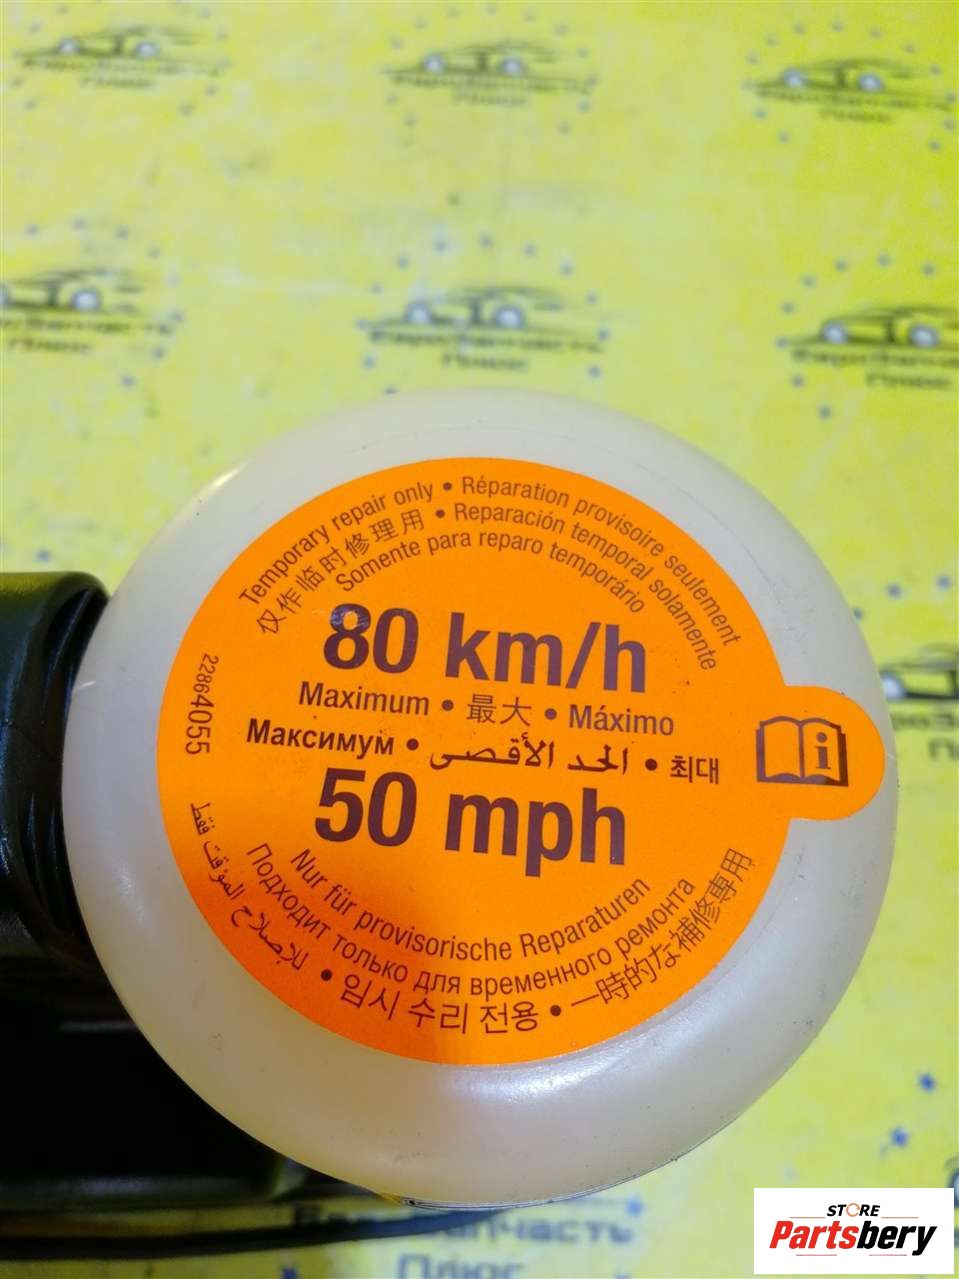 Temporary repair only • Réparation provisoire seulement
仅作临时修理用 • Reparación temporal solamente
Somente para reparo temporário
80 km/h
Maximum • 最大 • Máximo
Максимум • الحد الأقصى • 최대
50 mph
22864055
Nur für provisorische Reparaturen
Подходит только для временного ремонта
للإصلاح المؤقت فقط • 임시 수리 전용 • 一時的な補修専用
ЕвроЗапчасть
Плюс
STORE
Partsbery